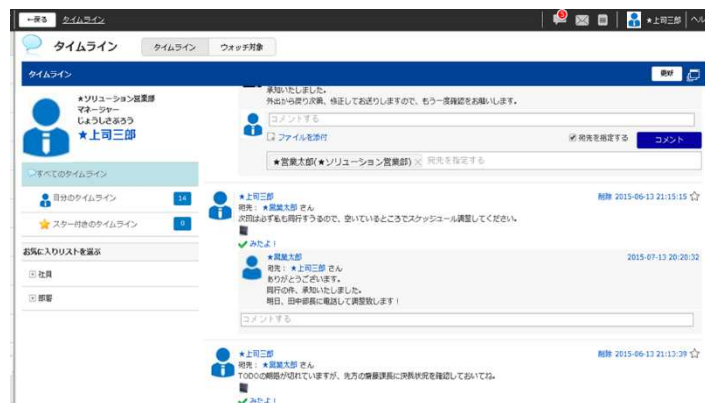 ←戻る タイムライン
5
★上司三郎
ヘル
タイムライン
タイムライン
ウォッチ対象
タイムライン
更新
★ソリューション営業部
マネージャー
じょうしさぶろう
★上司三郎
すべてのタイムライン
自分のタイムライン 14
スター付きのタイムライン 0
お気に入りリストを選ぶ
社員
部署
承知いたしました。
外出から戻り次第、修正してお送りしますので、もう一度確認をお願いします。
コメントする
ファイルを添付
宛先を指定する
コメント
★営業太郎(★ソリューション営業部) × 宛先を指定する
★上司三郎
削除 2015-06-13 21:15:15
宛先： ★営業太郎 さん
次回は必ず私も同行するうので、空いているところでスケジュール調整してください。
みたよ！
★営業太郎
2015-07-13 20:20:32
宛先： ★上司三郎 さん
ありがとうございます。
同行の件、承知いたしました。
明日、田中部長に電話して調整致します！
コメントする
★上司三郎
削除 2015-06-13 21:13:39
宛先： ★営業太郎 さん
TODOの期限が切れていますが、先方の齋藤課長に決裁状況を確認しておいてね。
みたよ！